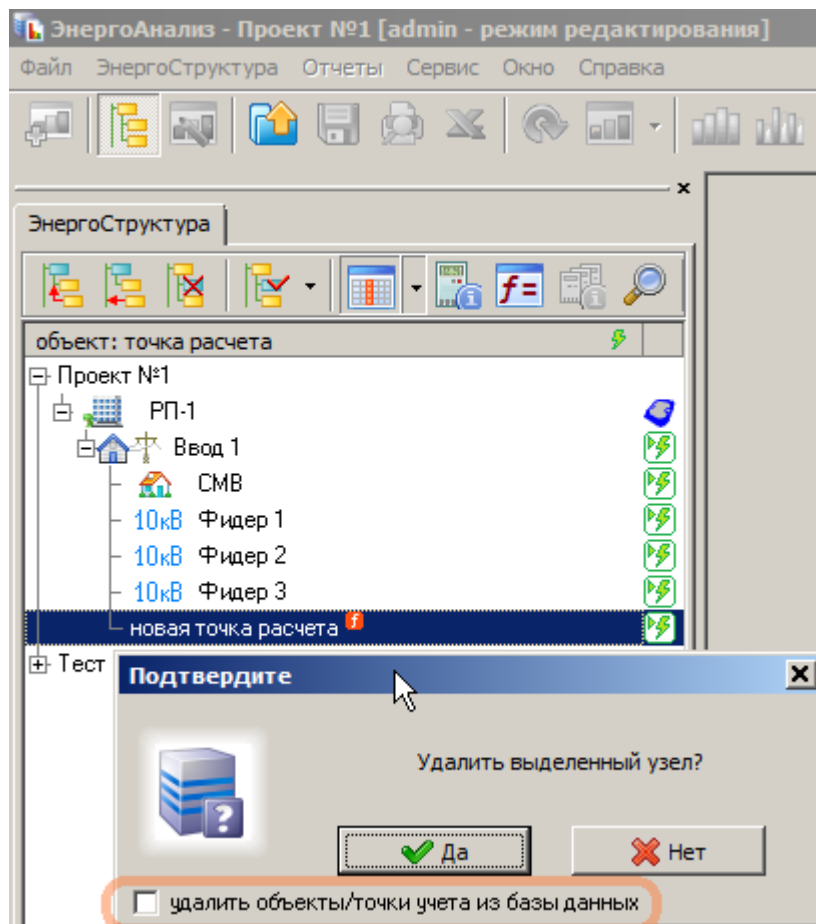 ЭнергоАнализ - Проект №1 [admin - режим редактирования]
Файл ЭнергоСтруктура Отчеты Сервис Окно Справка
ЭнергоСтруктура
f=
объект: точка расчета
Проект №1
РП-1
Ввод 1
СМВ
10кВ Фидер 1
10кВ Фидер 2
10кВ Фидер 3
новая точка расчета f
Тест
Подтвердите
Удалить выделенный узел?
Да Нет
удалить объекты/точки учета из базы данных